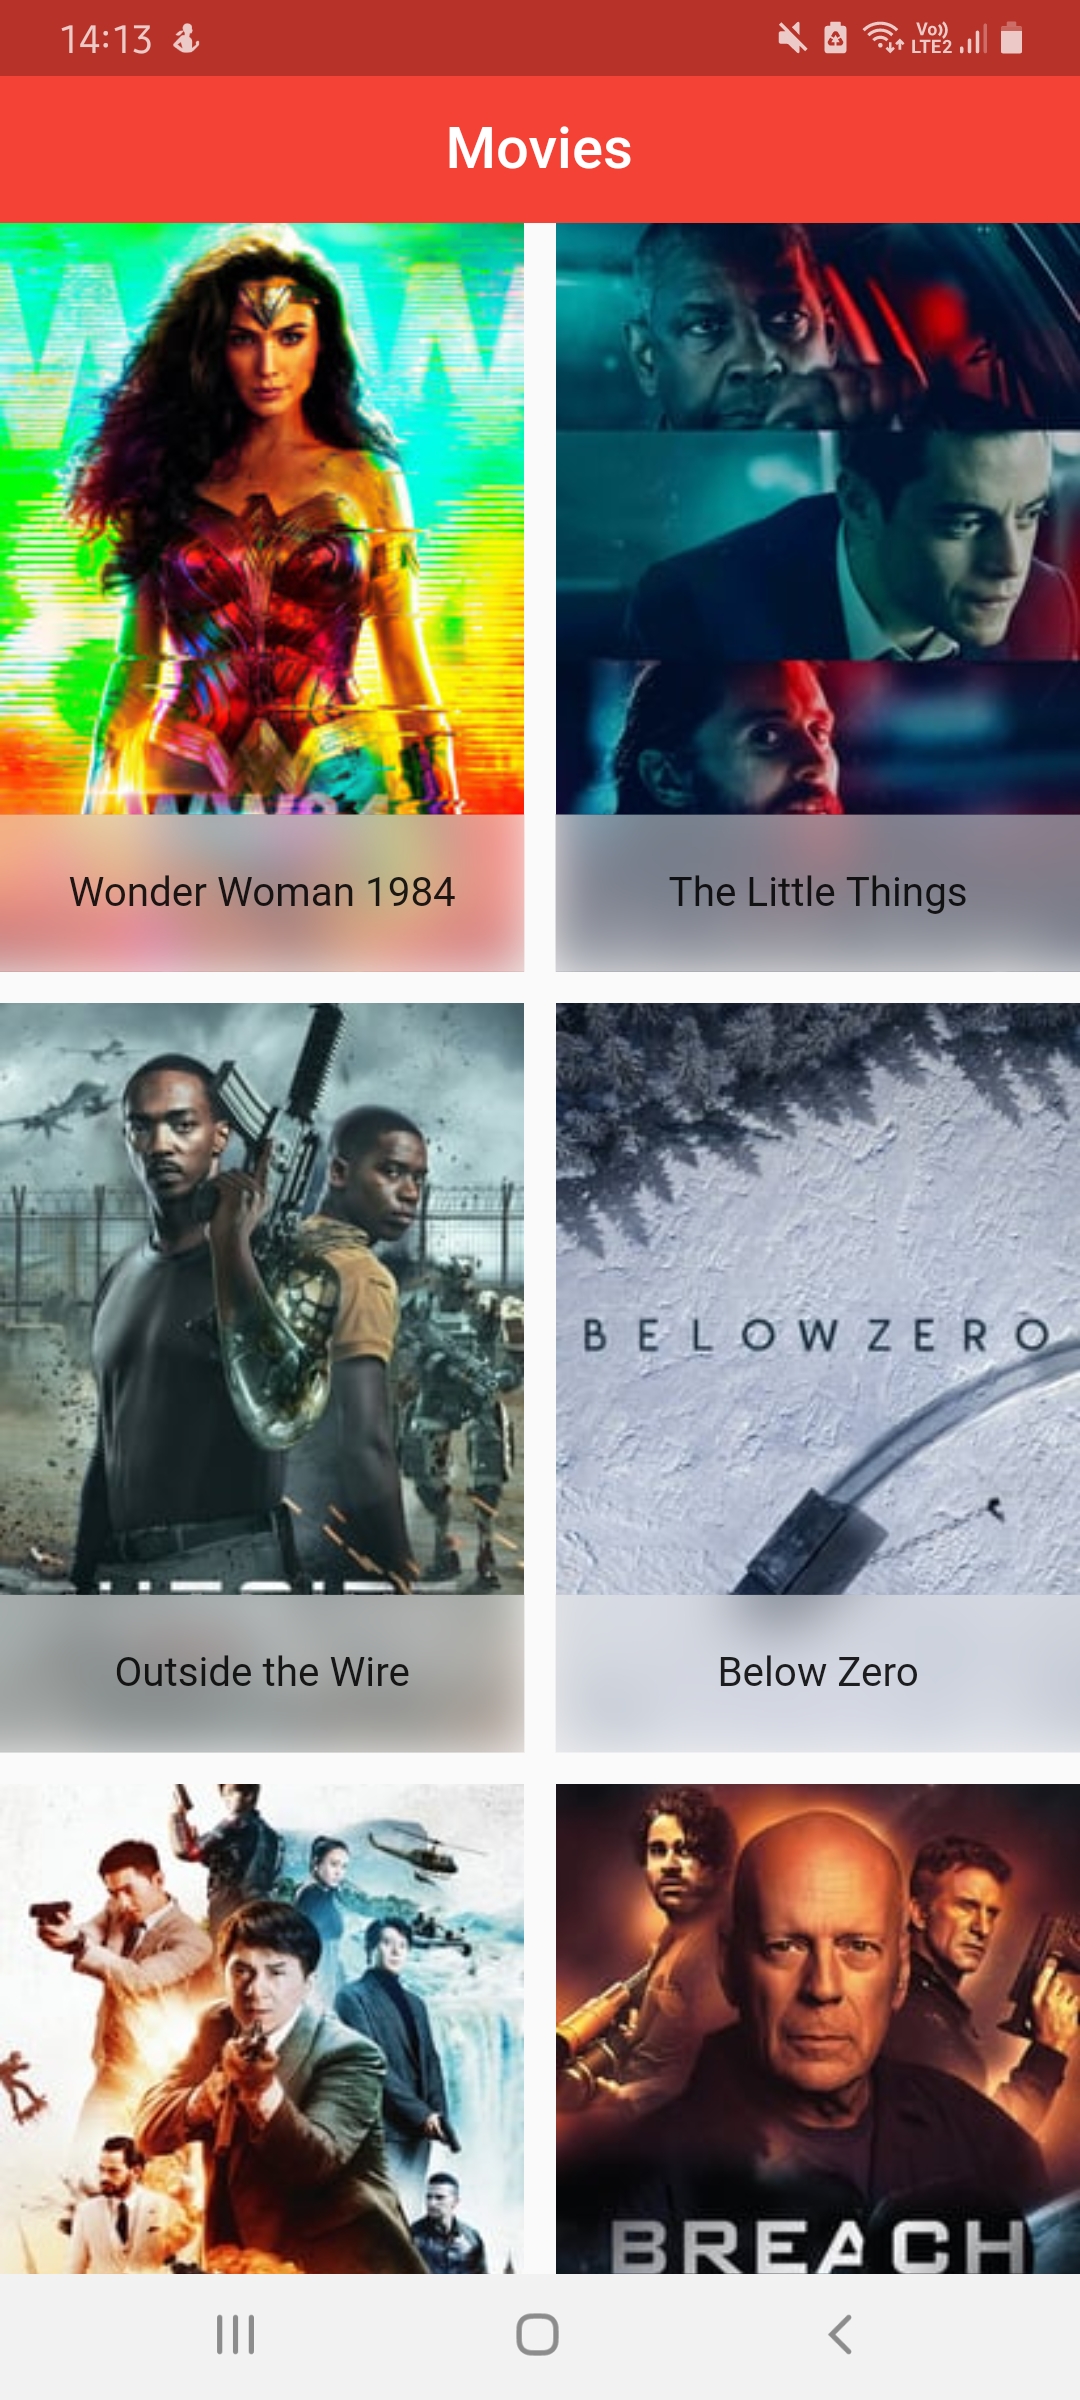 14:13
Vo))
LTE2
Movies
WW
Wonder Woman 1984
The Little Things
BELOW ZERO
Outside the Wire
Below Zero
BREACH